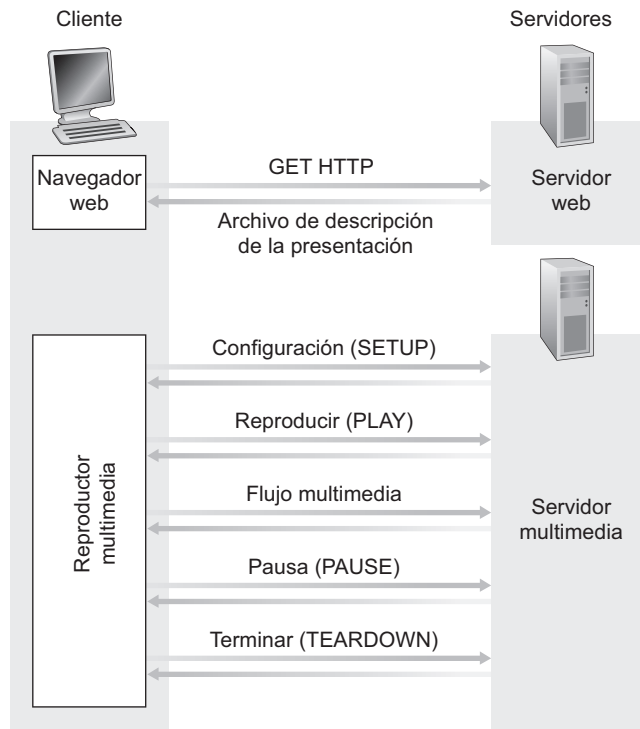 Cliente
Servidores
Navegador
web
GET HTTP
Archivo de descripción
de la presentación
Servidor
web
Configuración (SETUP)
Reproducir (PLAY)
Flujo multimedia
Pausa (PAUSE)
Terminar (TEARDOWN)
Reproductor
multimedia
Servidor
multimedia